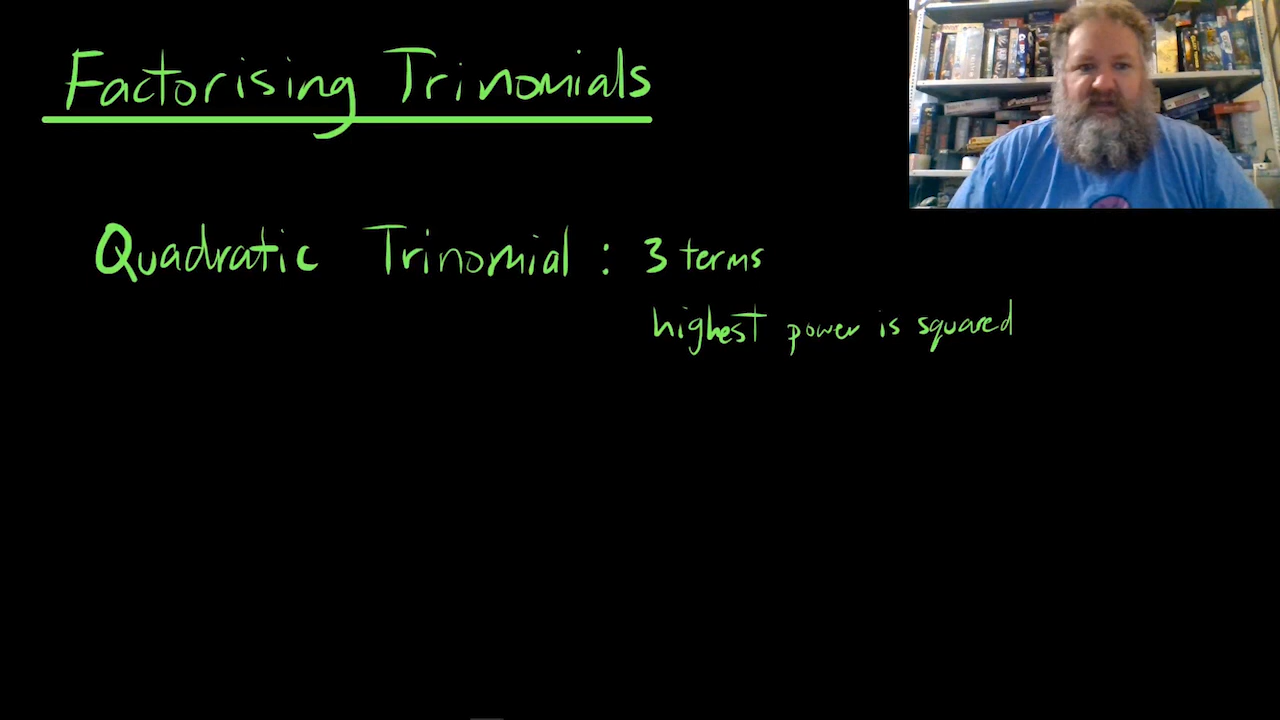 Factorising Trinomials
Quadratic Trinomial : 3 terms
highest power is squared